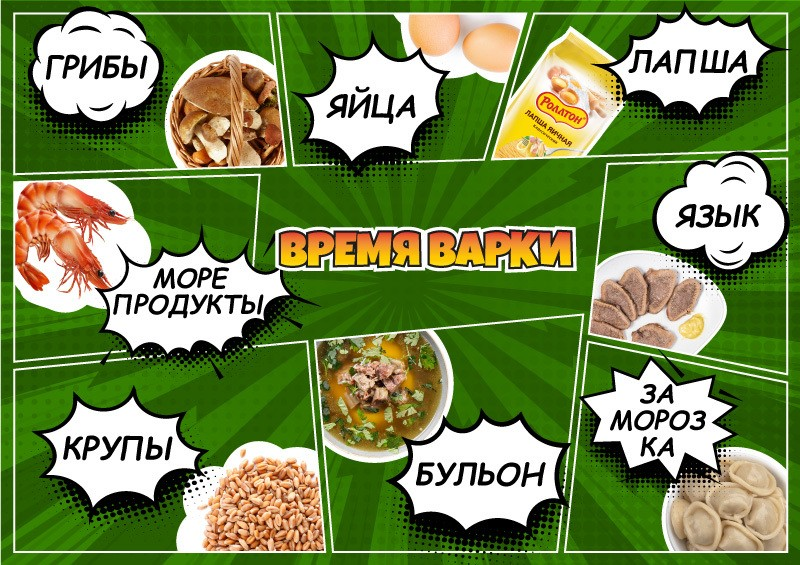 ГРИБЫ
ЯЙЦА
РОЛЛТОН
ЛАПША ЯИЧНАЯ
ЛАПША
МОРЕ
ПРОДУКТЫ
ВРЕМЯ ВАРКИ
ЯЗЫК
КРУПЫ
БУЛЬОН
ЗА
МОРОЗ
КА